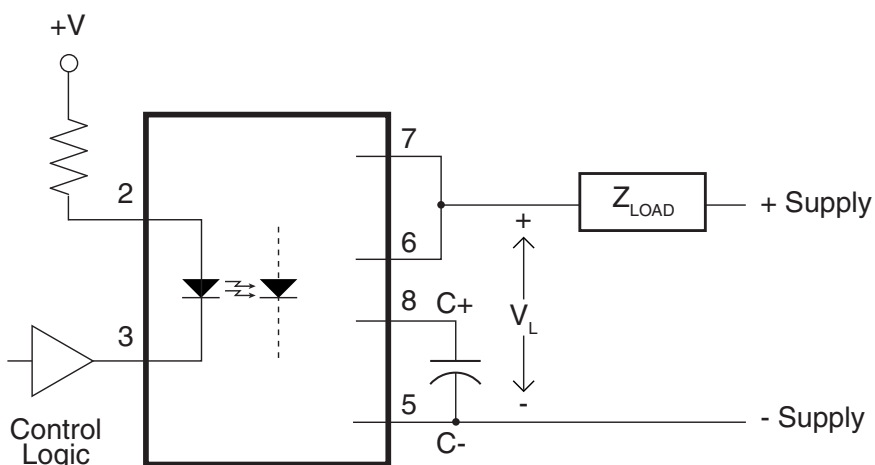 +V
7
2
Z LOAD
+ Supply
+
6
8
C+
V L
3
-
5
- Supply
C-
Control
Logic